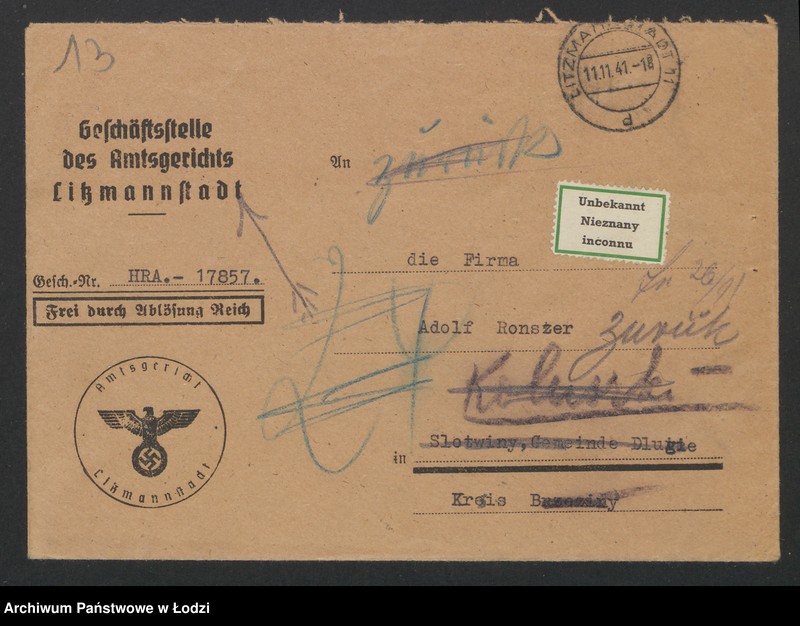 13
LITZMANNSTADT 11
11.11.41.-18
Geschäftsstelle
des Amtsgerichts
Litzmannstadt
An
zurück
Unbekannt
Nieznany
inconnu
die Firma
Gesch.-Nr. HRA.- 17857.
Frei durch Ablösung Reich
Adolf Ronszer
zurük
Amtsgericht
Litzmannstadt
Slotwiny, Gemeinde Dlugie
in
Kreis Brzeziny
Archiwum Państwowe w Łodzi